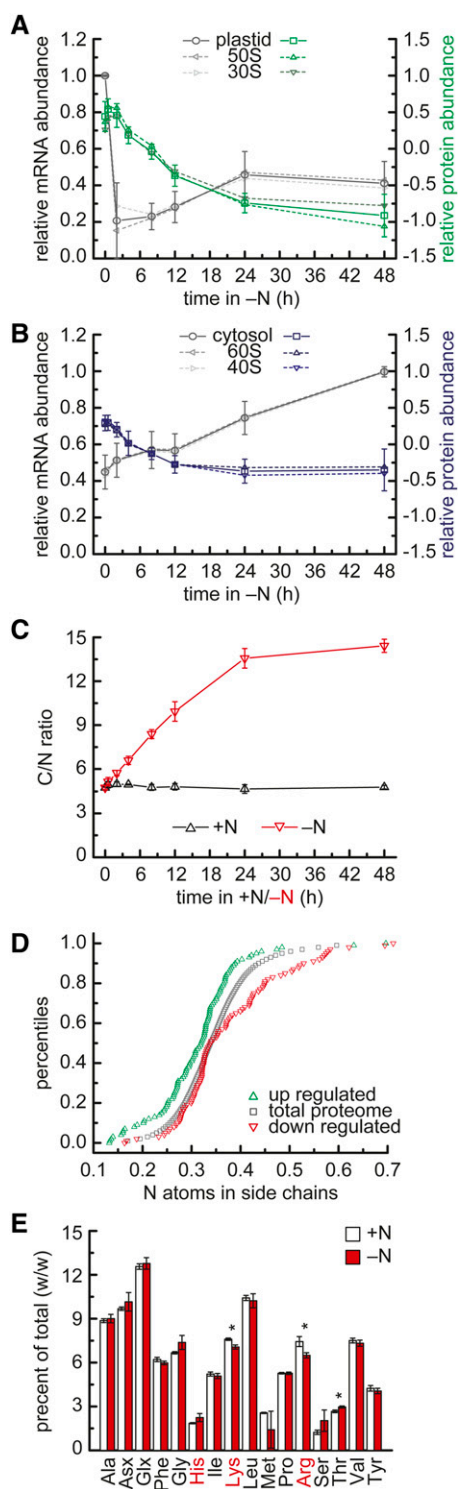 A
plastid
50S
30S
relative mRNA abundance
1.2
1.0
0.8
0.6
0.4
0.2
0.0
1.5
1.0
0.5
0.0
-0.5
-1.0
-1.5
relative protein abundance
0 6 12 18 24 30 36 42 48
time in –N (h)
B
cytosol
60S
40S
relative mRNA abundance
1.2
1.0
0.8
0.6
0.4
0.2
0.0
1.5
1.0
0.5
0.0
-0.5
-1.0
-1.5
relative protein abundance
0 6 12 18 24 30 36 42 48
time in –N (h)
C
C/N ratio
15
12
9
6
3
0
+N –N
0 6 12 18 24 30 36 42 48
time in +N/–N (h)
D
percentiles
1.0
0.8
0.6
0.4
0.2
0.0
up regulated
total proteome
down regulated
0.1 0.2 0.3 0.4 0.5 0.6 0.7
N atoms in side chains
E
precent of total (w/w)
15
12
9
6
3
0
+N
–N
* * *
Ala Asx Glx Phe Gly His Ile Lys Leu Met Pro Arg Ser Thr Val Tyr